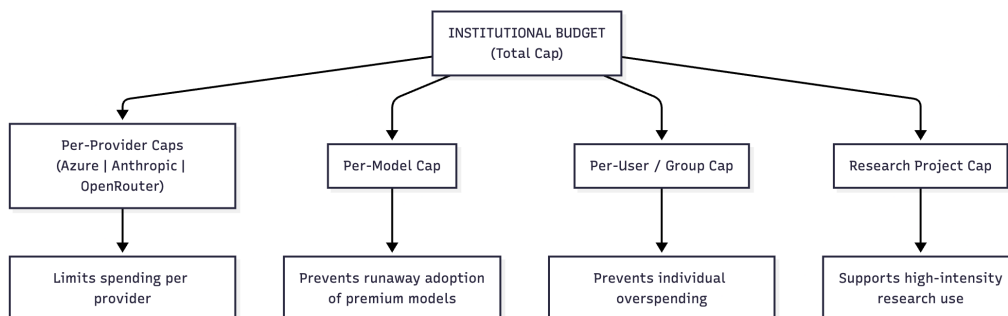 INSTITUTIONAL BUDGET
(Total Cap)
Per-Provider Caps
(Azure | Anthropic |
OpenRouter)
Per-Model Cap
Per-User / Group Cap
Research Project Cap
Limits spending per
provider
Prevents runaway adoption
of premium models
Prevents individual
overspending
Supports high-intensity
research use